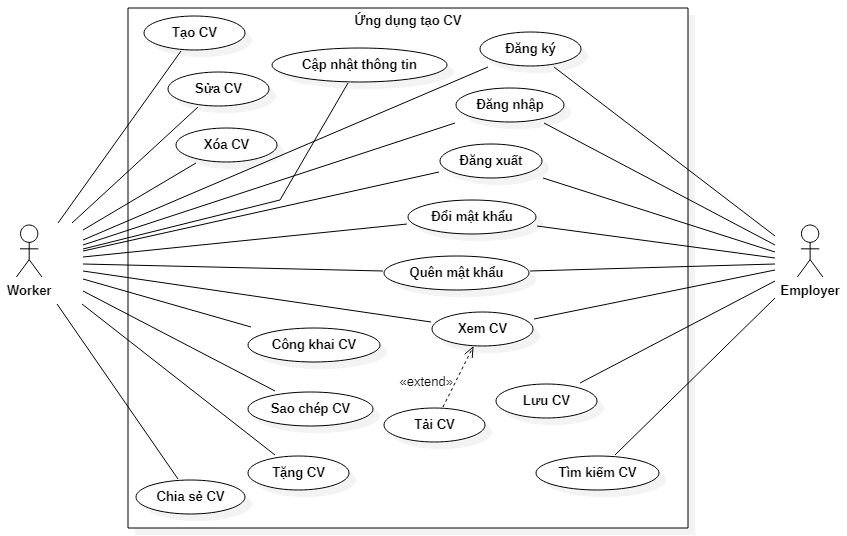 Ứng dụng tạo CV
Tạo CV
Đăng ký
Cập nhật thông tin
Sửa CV
Đăng nhập
Xóa CV
Đăng xuất
Đổi mật khẩu
Quên mật khẩu
Worker
Employer
Xem CV
Công khai CV
«extend»
Lưu CV
Sao chép CV
Tải CV
Tặng CV
Tìm kiếm CV
Chia sẻ CV